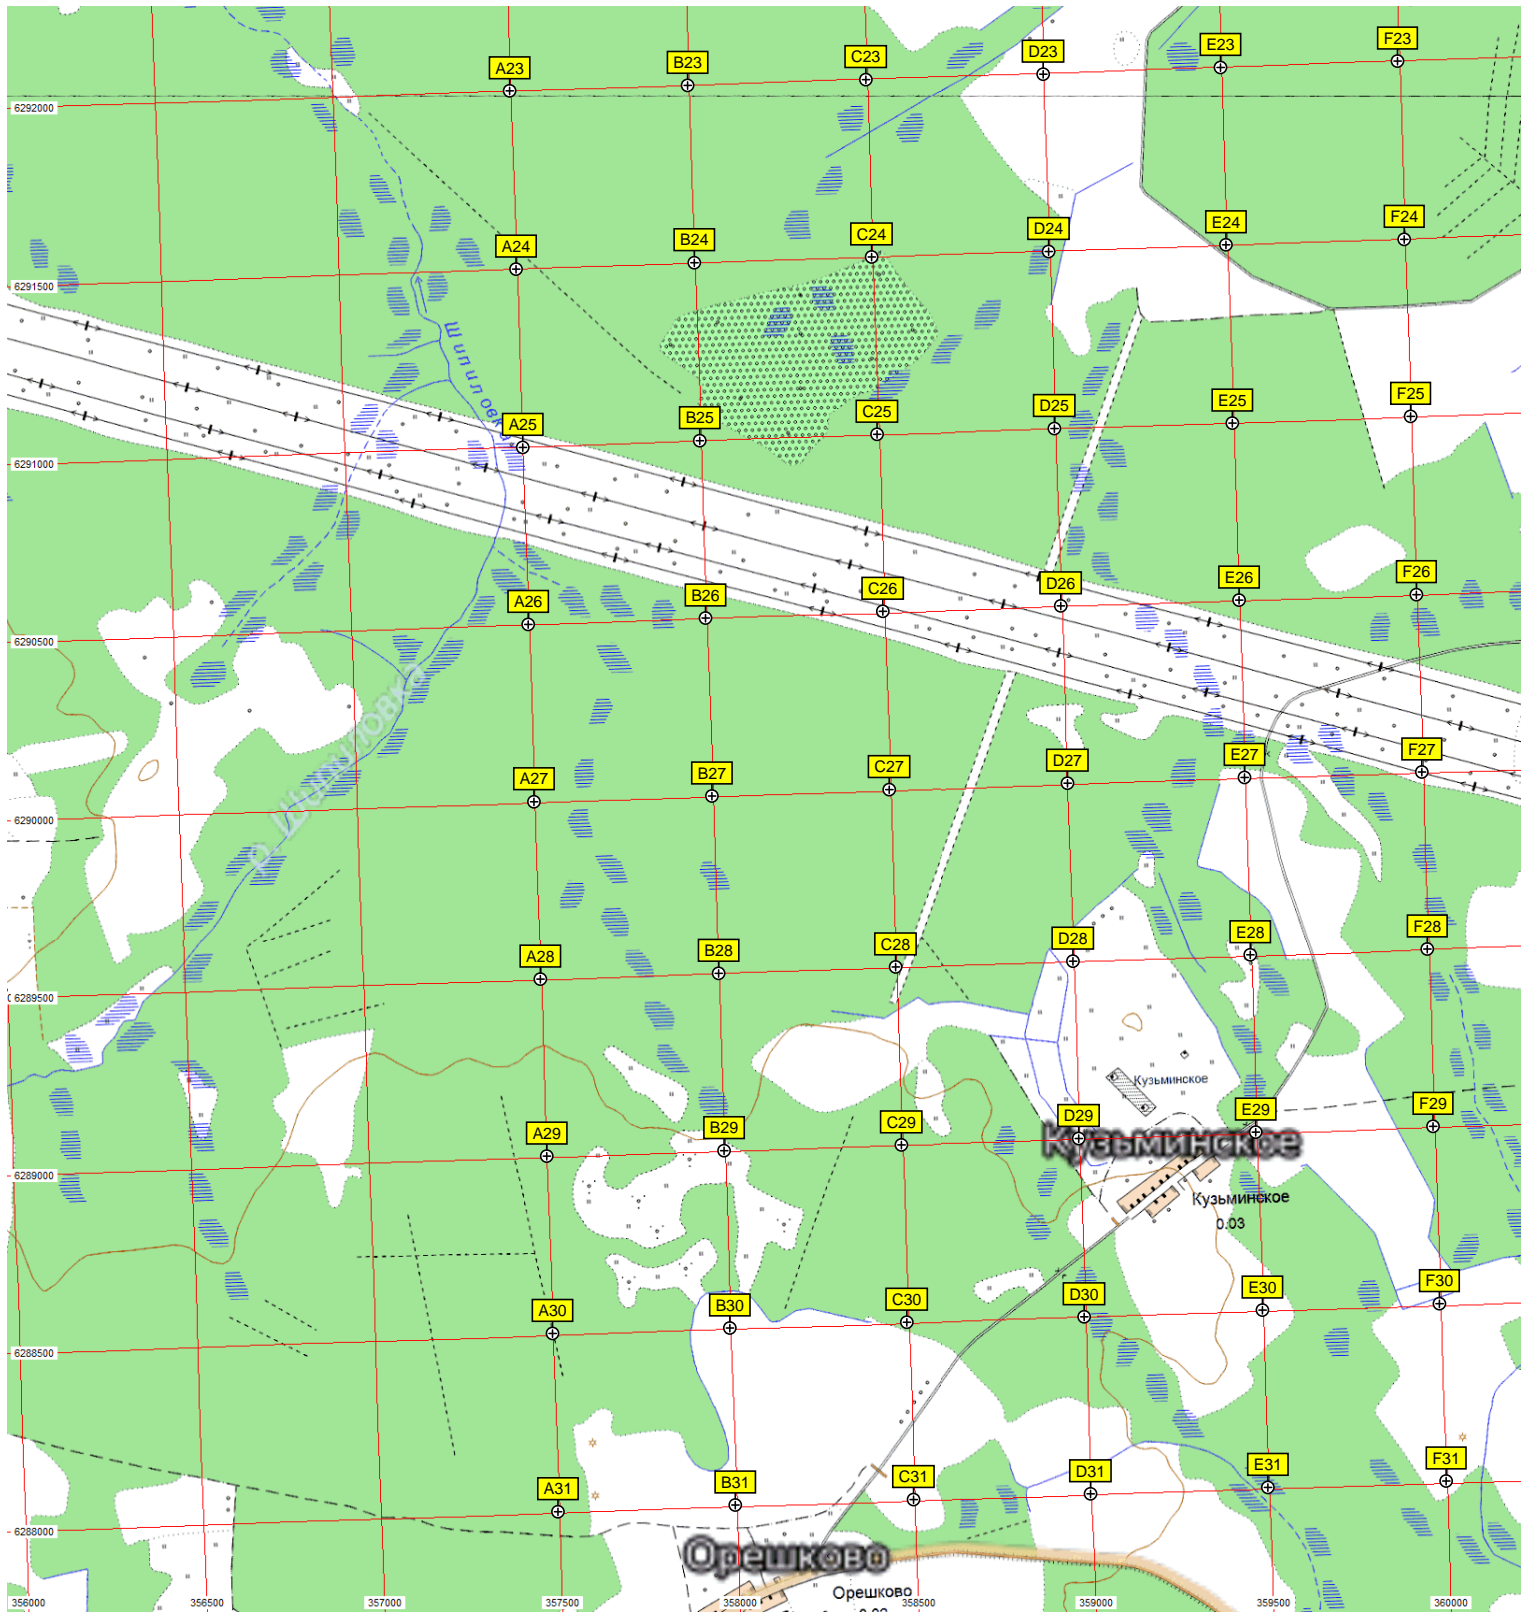 A23 B23 C23 D23 E23 F23
6292000
A24 B24 C24 D24 E24 F24
6291500
Шипиловка
A25 B25 C25 D25 E25 F25
6291000
A26 B26 C26 D26 E26 F26
6290500
р. Шипиловка
A27 B27 C27 D27 E27 F27
6290000
A28 B28 C28 D28 E28 F28
6289500
Кузьминское
A29 B29 C29 D29 E29 F29
Кузьминское
6289000
Кузьминское
0.03
A30 B30 C30 D30 E30 F30
6288500
A31 B31 C31 D31 E31 F31
6288000
Орешково
Орешково
356000 356500 357000 357500 358000 358500 359000 359500 360000